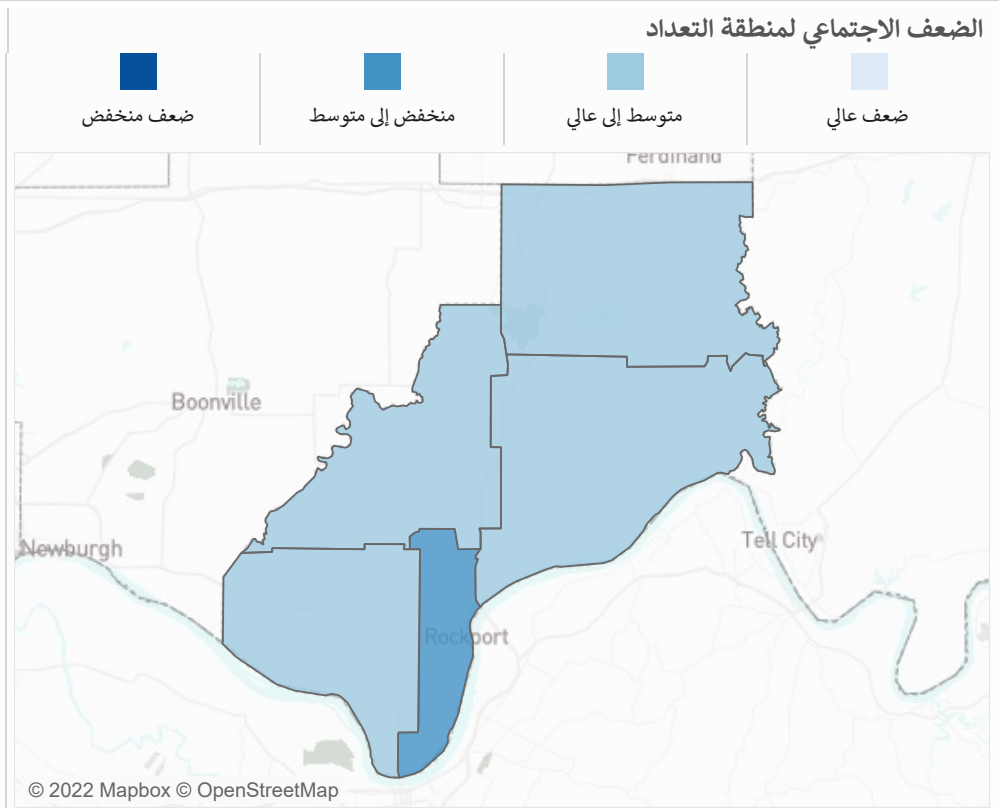 الضعف الاجتماعي لمنطقة التعداد
ضعف عالي
متوسط إلى عالي
منخفض إلى متوسط
ضعف منخفض
Ferdinand
Boonville
Newburgh
Tell City
Rockport
© 2022 Mapbox © OpenStreetMap